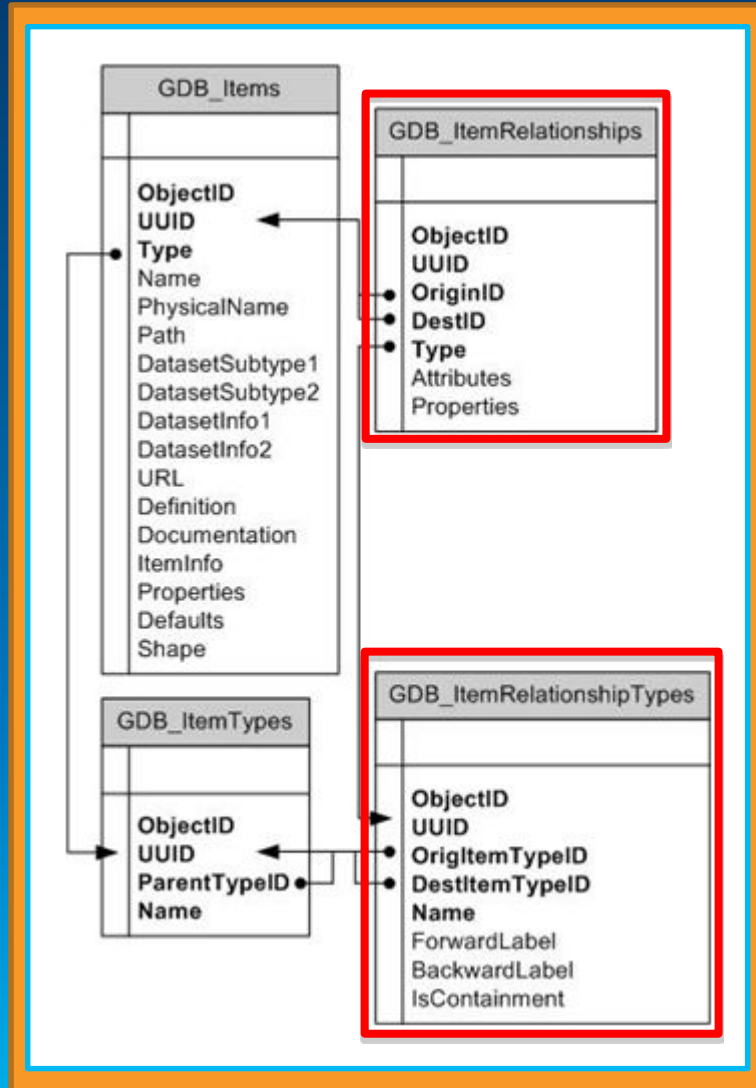 GDB_Items
ObjectID
UUID
Type
Name
PhysicalName
Path
DatasetSubtype1
DatasetSubtype2
DatasetInfo1
DatasetInfo2
URL
Definition
Documentation
ItemInfo
Properties
Defaults
Shape
GDB_ItemRelationships
ObjectID
UUID
OriginID
DestID
Type
Attributes
Properties
GDB_ItemTypes
ObjectID
UUID
ParentTypeID
Name
GDB_ItemRelationshipTypes
ObjectID
UUID
OrigItemTypeID
DestItemTypeID
Name
ForwardLabel
BackwardLabel
IsContainment